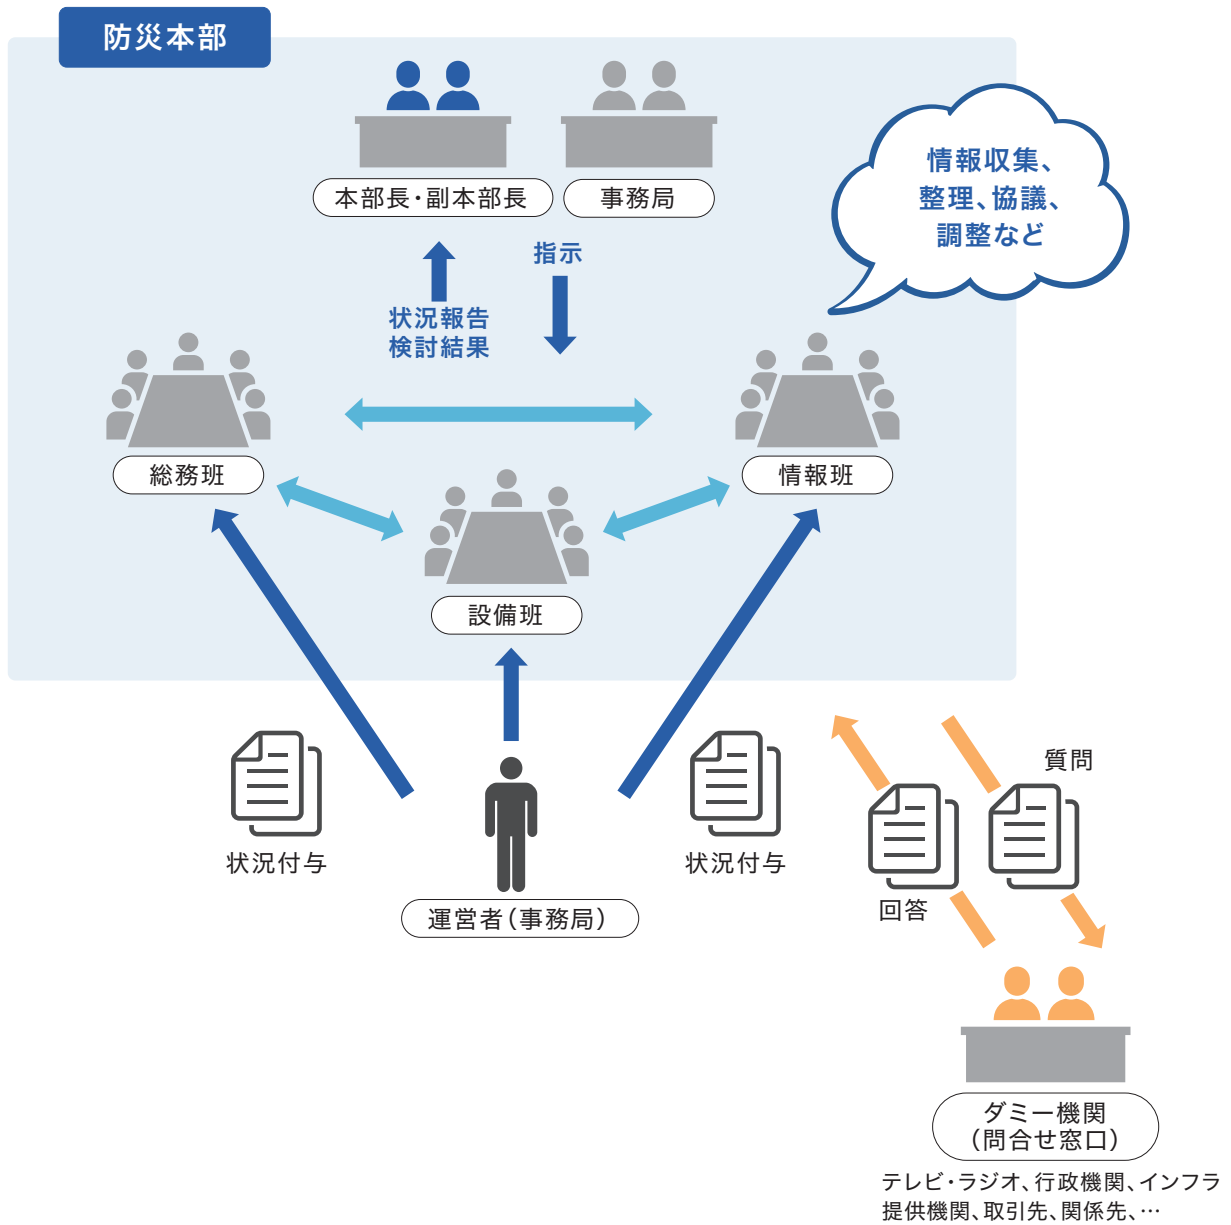 防災本部
本部長・副本部長
事務局
情報収集、
整理、協議、
調整など
指示
状況報告
検討結果
総務班
情報班
設備班
質問
状況付与
状況付与
回答
運営者(事務局)
ダミー機関
(問合せ窓口)
テレビ・ラジオ、行政機関、インフラ
提供機関、取引先、関係先、…